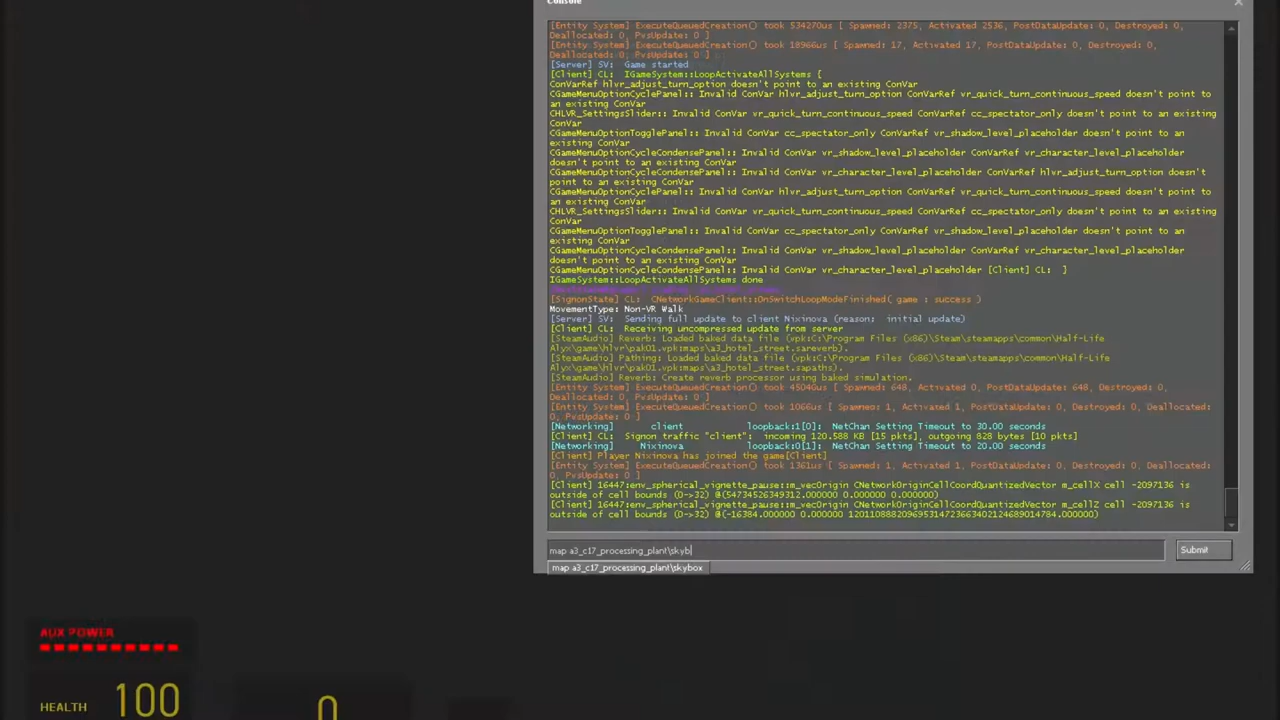 Console
[Entity System] ExecuteQueuedCreation() took 534270us [ Spawned: 2375, Activated 2536, PostDataUpdate: 0, Destroyed: 0,
Deallocated: 0, PvsUpdate: 0 ]
[Entity System] ExecuteQueuedCreation() took 18966us [ Spawned: 17, Activated 17, PostDataUpdate: 0, Destroyed: 0,
Deallocated: 0, PvsUpdate: 0 ]
[Server] SV:  Game started
[Client] CL:  IGameSystem::LoopActivateAllSystems {
ConVarRef hlvr_adjust_turn_option doesn't point to an existing ConVar
CGameMenuOptionCyclePanel:: Invalid ConVar hlvr_adjust_turn_option ConVarRef vr_quick_turn_continuous_speed doesn't point to
an existing ConVar
CHLVR_SettingsSlider:: Invalid ConVar vr_quick_turn_continuous_speed ConVarRef cc_spectator_only doesn't point to an existing
ConVar
CGameMenuOptionTogglePanel:: Invalid ConVar cc_spectator_only ConVarRef vr_shadow_level_placeholder doesn't point to an
existing ConVar
CGameMenuOptionCycleCondensePanel:: Invalid ConVar vr_shadow_level_placeholder ConVarRef vr_character_level_placeholder
doesn't point to an existing ConVar
CGameMenuOptionCycleCondensePanel:: Invalid ConVar vr_character_level_placeholder ConVarRef hlvr_adjust_turn_option doesn't
point to an existing ConVar
CGameMenuOptionCyclePanel:: Invalid ConVar hlvr_adjust_turn_option ConVarRef vr_quick_turn_continuous_speed doesn't point to
an existing ConVar
CHLVR_SettingsSlider:: Invalid ConVar vr_quick_turn_continuous_speed ConVarRef cc_spectator_only doesn't point to an existing
ConVar
CGameMenuOptionTogglePanel:: Invalid ConVar cc_spectator_only ConVarRef vr_shadow_level_placeholder doesn't point to an
existing ConVar
CGameMenuOptionCycleCondensePanel:: Invalid ConVar vr_shadow_level_placeholder ConVarRef vr_character_level_placeholder
doesn't point to an existing ConVar
CGameMenuOptionCycleCondensePanel:: Invalid ConVar vr_character_level_placeholder [Client] CL:  }
IGameSystem::LoopActivateAllSystems done
[SignonState] CL:  CNetworkGameClient::OnSwitchLoopModeFinished( game : success )
MovementType: Non-VR Walk
[Server] SV:  Sending full update to client Nixinova (reason:  initial update)
[Client] CL:  Receiving uncompressed update from server
[SteamAudio] Reverb: Loaded baked data file (vpk:C:\Program Files (x86)\Steam\steamapps\common\Half-Life
Alyx\game\hlvr\pak01.vpk:maps\a3_hotel_street.sareverb).
[SteamAudio] Pathing: Loaded baked data file (vpk:C:\Program Files (x86)\Steam\steamapps\common\Half-Life
Alyx\game\hlvr\pak01.vpk:maps\a3_hotel_street.sapaths).
[SteamAudio] Reverb: Create reverb processor using baked simulation.
[Entity System] ExecuteQueuedCreation() took 45040us [ Spawned: 648, Activated 0, PostDataUpdate: 648, Destroyed: 0,
Deallocated: 0, PvsUpdate: 0 ]
[Entity System] ExecuteQueuedCreation() took 1066us [ Spawned: 1, Activated 1, PostDataUpdate: 0, Destroyed: 0, Deallocated:
0, PvsUpdate: 0 ]
[Networking]     client          loopback:1[0]:  NetChan Setting Timeout to 30.00 seconds
[Client] CL:  Signon traffic "client":  incoming 120.588 KB [15 pkts], outgoing 828 bytes [10 pkts]
[Networking]     Nixinova          loopback:0[1]:  NetChan Setting Timeout to 20.00 seconds
[Client] Player Nixinova has joined the game[Client]
[Entity System] ExecuteQueuedCreation() took 1361us [ Spawned: 1, Activated 1, PostDataUpdate: 0, Destroyed: 0, Deallocated:
0, PvsUpdate: 0 ]
[Client] 16447:env_spherical_vignette_pause::m_vecOrigin CNetworkOriginCellCoordQuantizedVector m_cellX cell -2097136 is
outside of cell bounds (0->32) @(54734526349312.000000 0.000000 0.000000)
[Client] 16447:env_spherical_vignette_pause::m_vecOrigin CNetworkOriginCellCoordQuantizedVector m_cellZ cell -2097136 is
outside of cell bounds (0->32) @(-16384.000000 0.000000 12011088820969531472366340212468901​4784.000000)
map a3_c17_processing_plant\skyb
Submit
map a3_c17_processing_plant\skybox
AUX POWER
HEALTH 100
0